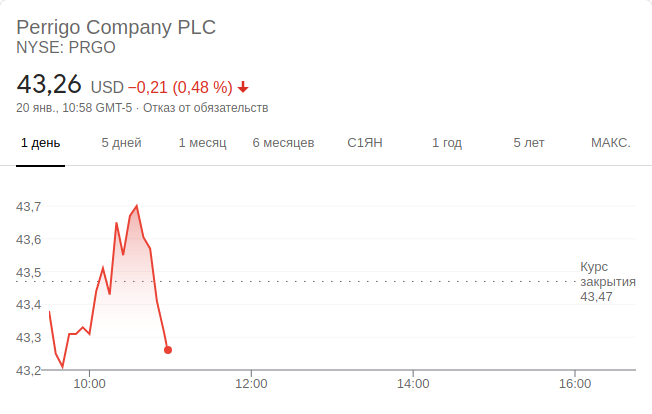 Perrigo Company PLC
NYSE: PRGO
43,26 USD −0,21 (0,48 %)
20 янв., 10:58 GMT-5 · Отказ от обязательств
1 день 5 дней 1 месяц 6 месяцев С1ЯН 1 год 5 лет МАКС.
43,7
43,6
43,5
43,4
43,3
43,2
Курс
закрытия
43,47
10:00 12:00 14:00 16:00